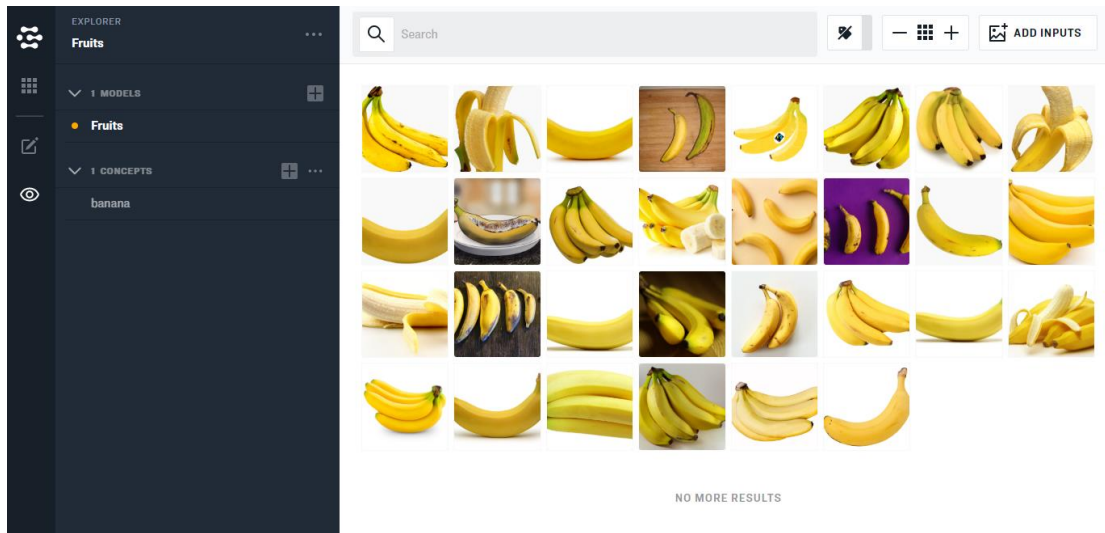 EXPLORER
Fruits
1 MODELS
Fruits
1 CONCEPTS
banana
Search
ADD INPUTS
NO MORE RESULTS